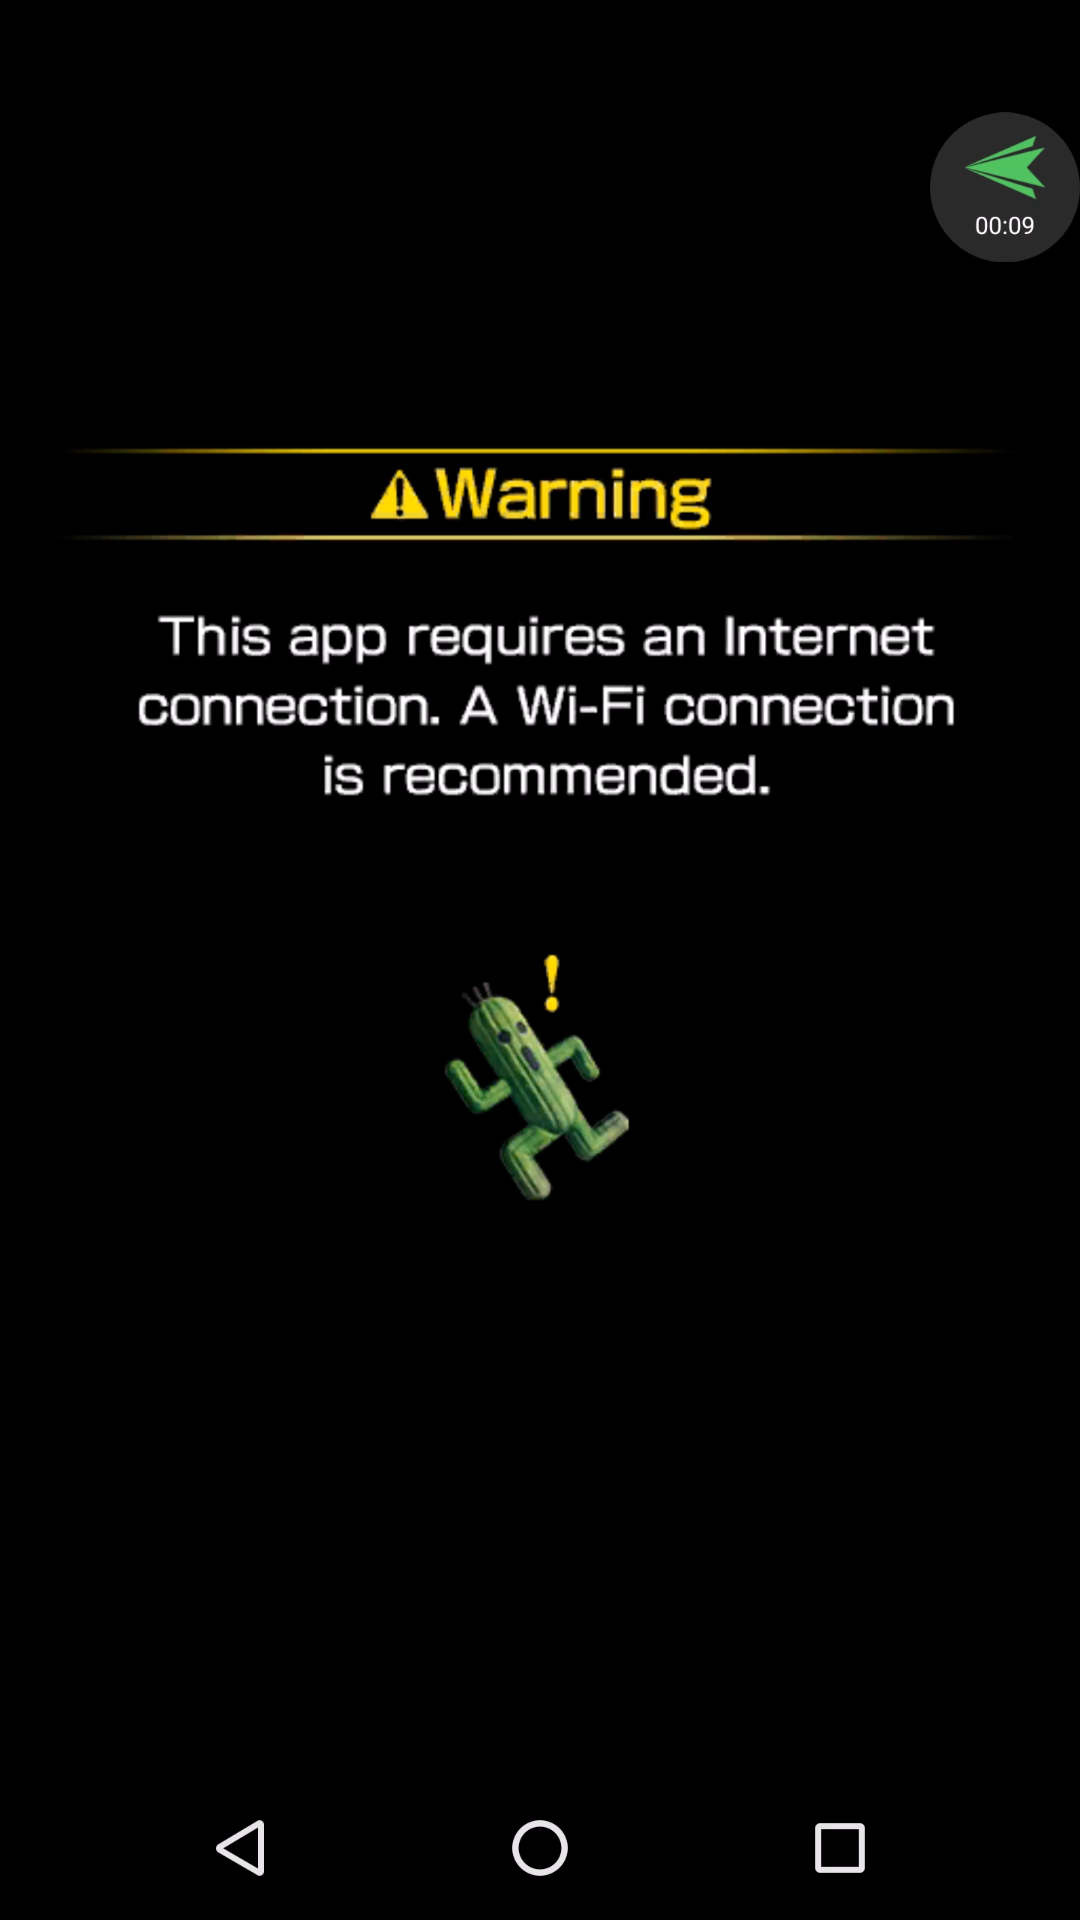 00:09
Warning
This app requires an Internet
connection. A Wi-Fi connection
is recommended.
!